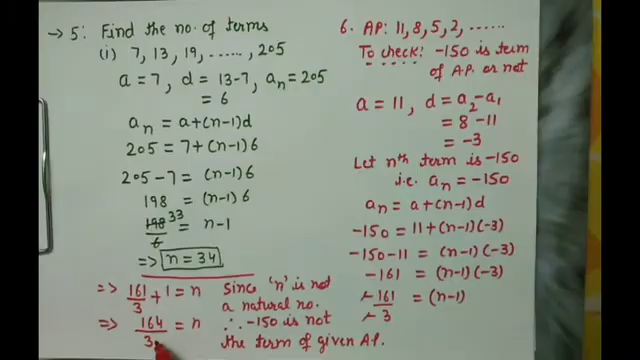 → 5: Find the no. of terms
(i) 7, 13, 19, ......, 205
a = 7, d = 13-7, an = 205
= 6
an = a+(n-1)d
205 = 7+(n-1)6
205-7 = (n-1)6
198 = (n-1)6
198/6 33 = n-1
=> n = 34
6. AP: 11, 8, 5, 2, ......
To check: -150 is term
of A.P. or not
a = 11, d = a2-a1
= 8-11
= -3
Let nth term is -150
i.e. an = -150
an = a+(n-1)d
-150 = 11+(n-1)(-3)
-150-11 = (n-1)(-3)
-161 = (n-1)(-3)
-161/-3 = (n-1)
=> 161/3 + 1 = n
=> 164/3 = n
Since 'n' is not
a natural no.
∴ -150 is not
the term of given A.P.